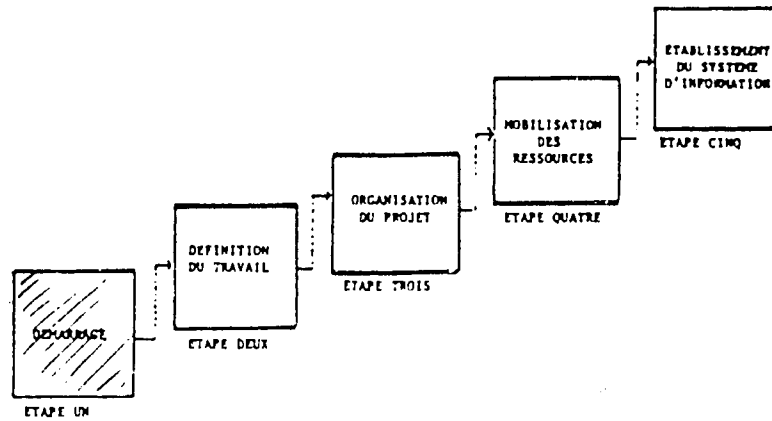 DEMARRAGE
ETAPE UN
DEFINITION
DU TRAVAIL
ETAPE DEUX
ORGANISATION
DU PROJET
ETAPE TROIS
MOBILISATION
DES
RESSOURCES
ETAPE QUATRE
ETABLISSEMENT
DU SYSTEME
D'INFORMATION
ETAPE CINQ